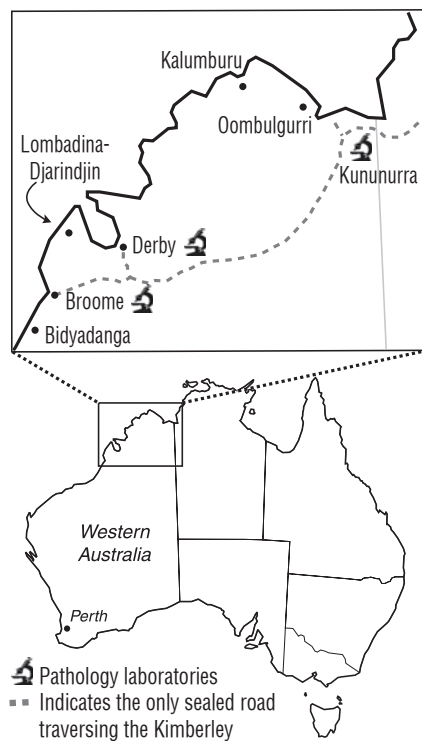 Kalumburu
Oombulgurri
Lombadina-
Djarindjin
Kununurra
Derby
Broome
Bidyadanga
Western
Australia
Perth
Pathology laboratories
Indicates the only sealed road
traversing the Kimberley